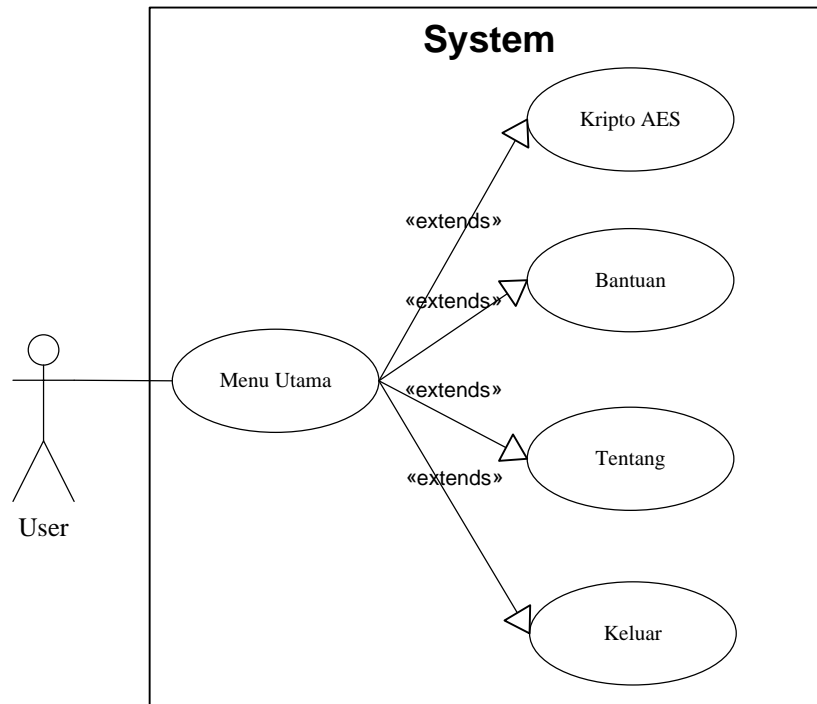 System
Kripto AES
«extends»
Bantuan
«extends»
Menu Utama
«extends»
Tentang
«extends»
User
Keluar